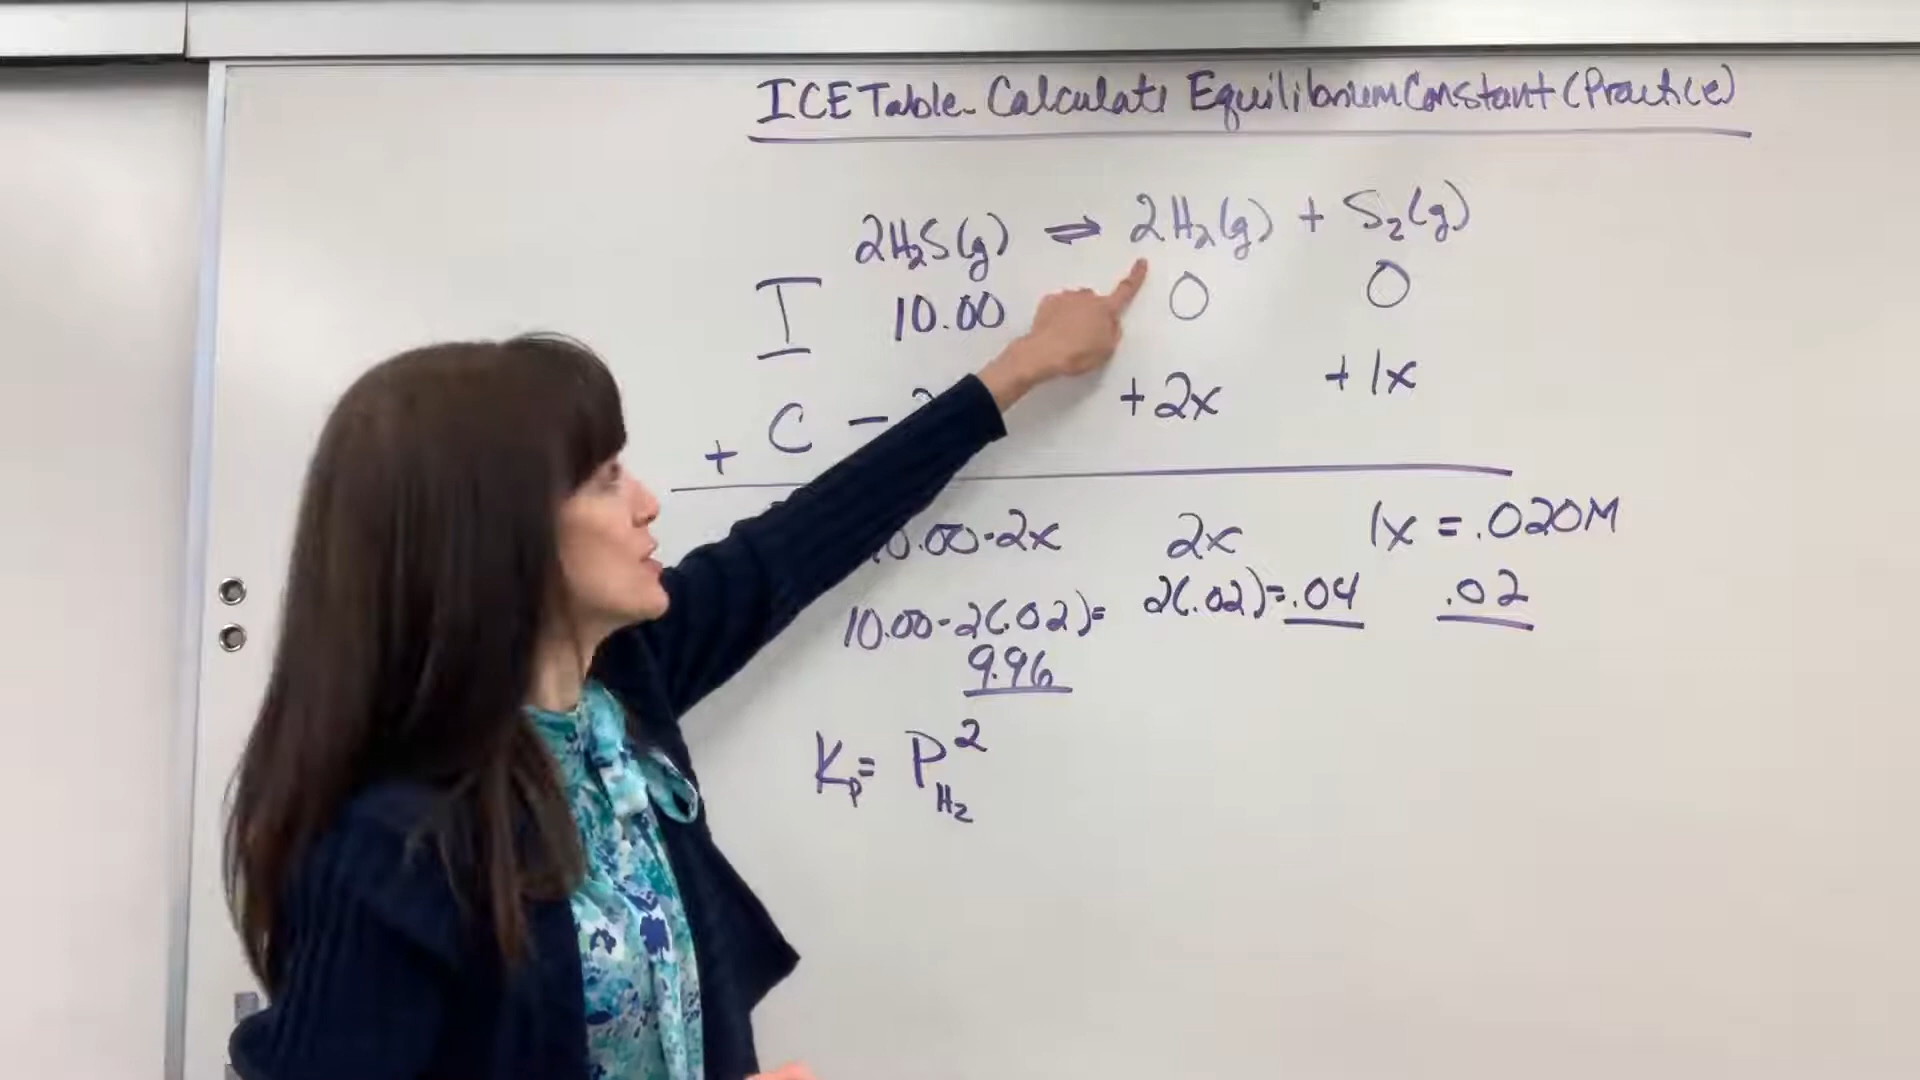 ICE Table - Calculate Equilibrium Constant (Practice)
2H₂S(g) ⇌ 2H₂(g) + S₂(g)
I 10.00 0 0
+ C - +2x +1x
.00-2x 2x 1x = .020M
10.00-2(.02)= 2(.02)=.04 .02
9.96
Kp= P²H₂